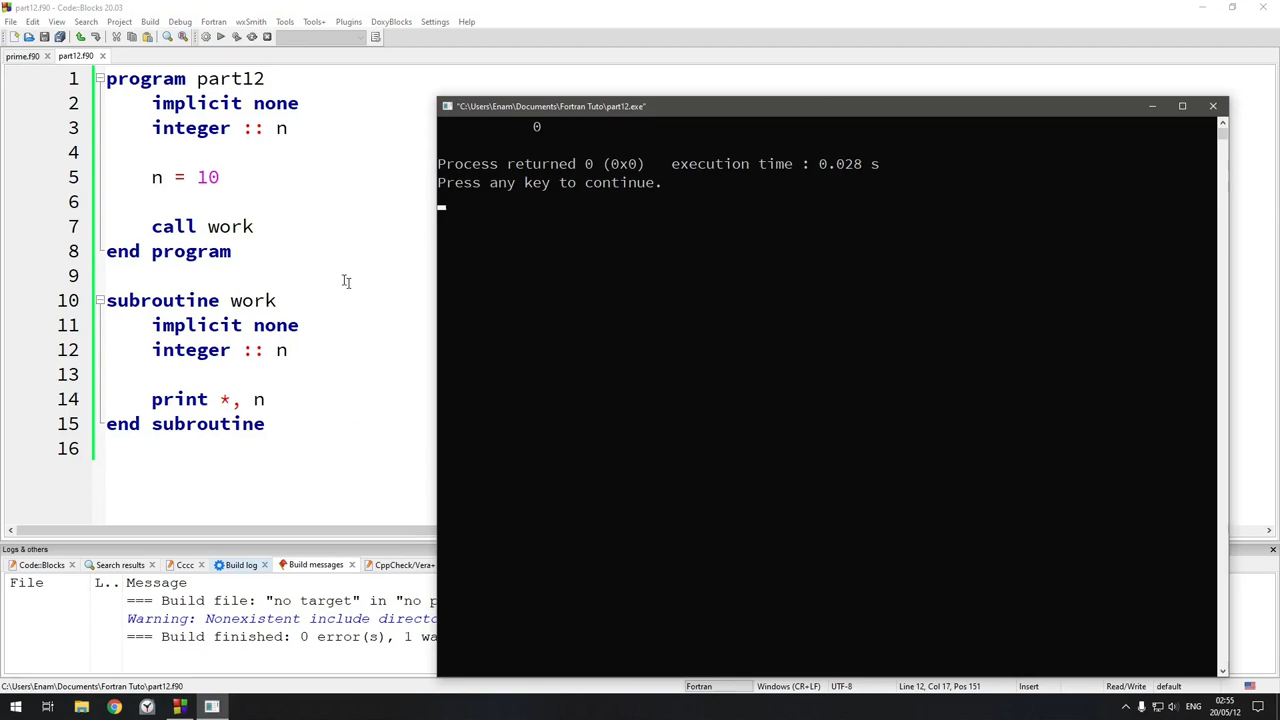 part12.f90 - Code::Blocks 20.03
File Edit View Search Project Build Debug Fortran wxSmith Tools Tools+ Plugins DoxyBlocks Settings Help
prime.f90 part12.f90
1 program part12
2 implicit none
3 integer :: n
4
5 n = 10
6
7 call work
8 end program
9
10 subroutine work
11 implicit none
12 integer :: n
13
14 print *, n
15 end subroutine
16
"C:\Users\Enam\Documents\Fortran Tuto\part12.exe"
0
Process returned 0 (0x0) execution time : 0.028 s
Press any key to continue.
Logs & others
Code::Blocks Search results Cccc Build log Build messages CppCheck/Vera+
File L.. Message
=== Build file: "no target" in "no p
Warning: Nonexistent include directo
=== Build finished: 0 error(s), 1 wa
C:\Users\Enam\Documents\Fortran Tuto\part12.f90 Fortran Windows (CR+LF) UTF-8 Line 12, Col 17, Pos 151 Insert Read/Write default
ENG 02:55
20/05/12